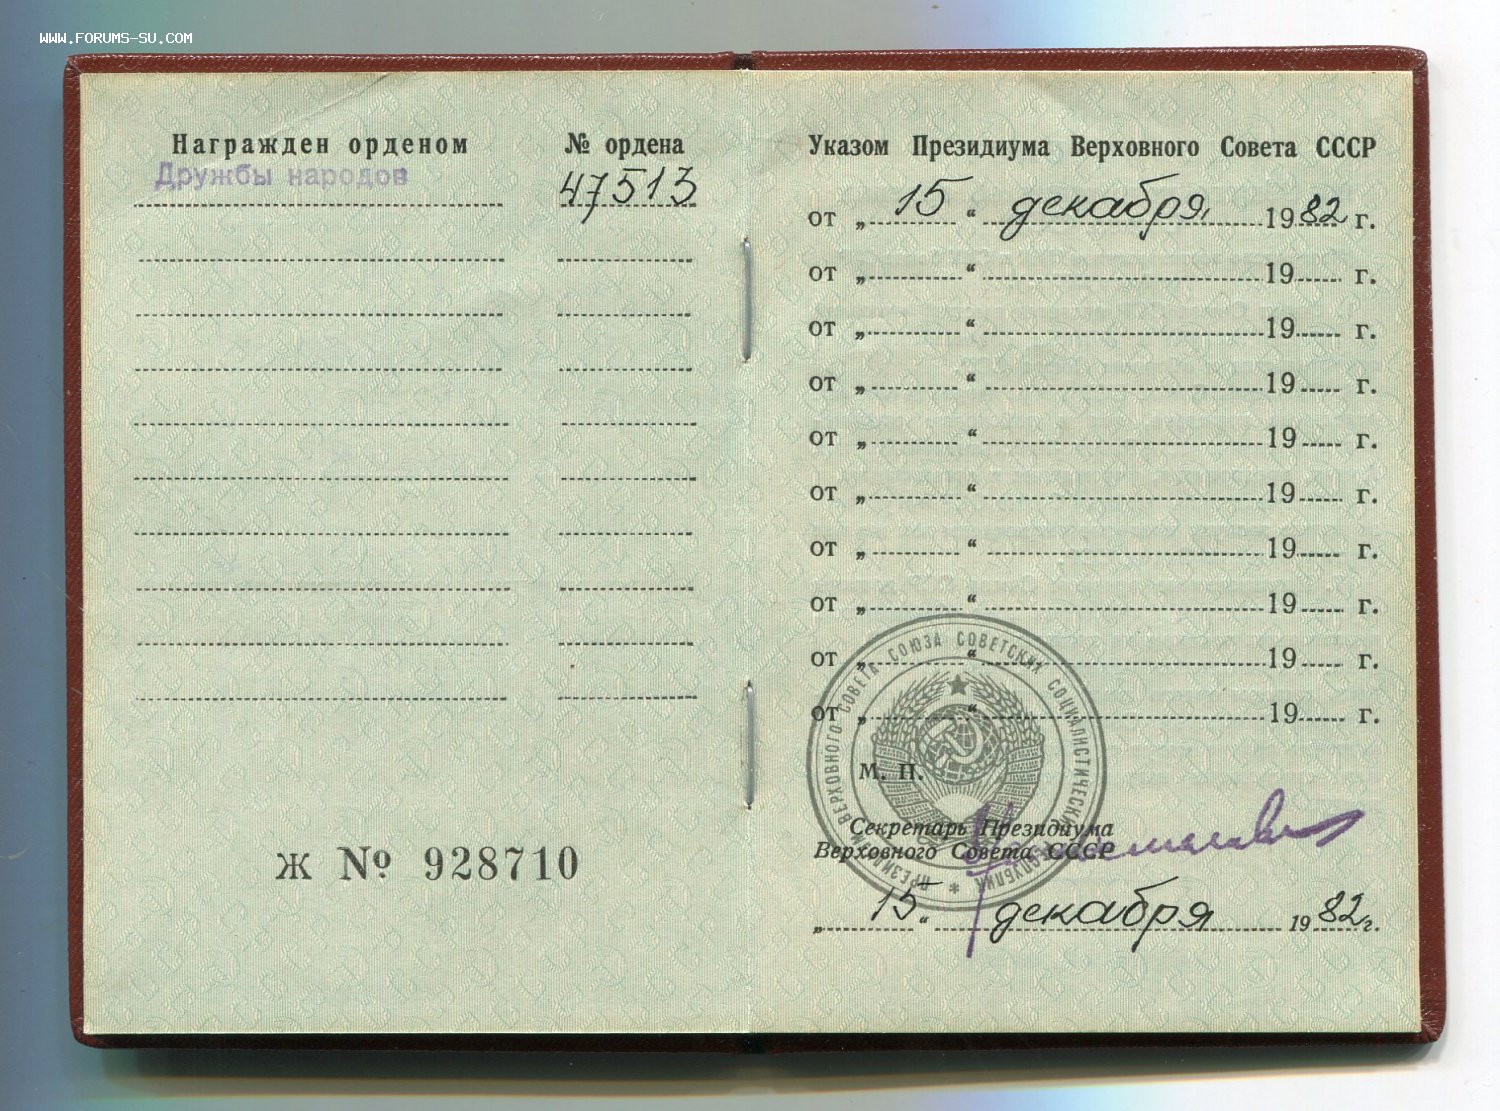 WWW.FORUMS-SU.COM
Награжден орденом
Дружбы народов
№ ордена
47513
Ж № 928710
Указом Президиума Верховного Совета СССР
от „ 15 “ декабря 1982 г.
от „ “ 19 г.
от „ “ 19 г.
от „ “ 19 г.
от „ “ 19 г.
от „ “ 19 г.
от „ “ 19 г.
от „ “ 19 г.
от „ “ 19 г.
от „ “ 19 г.
ПРЕЗИДИУМ ВЕРХОВНОГО СОВЕТА СОЮЗА СОВЕТСКИХ СОЦИАЛИСТИЧЕСКИХ РЕСПУБЛИК
М. П.
Секретарь Президиума
Верховного Совета СССР
„ 15 “ декабря 1982 г.